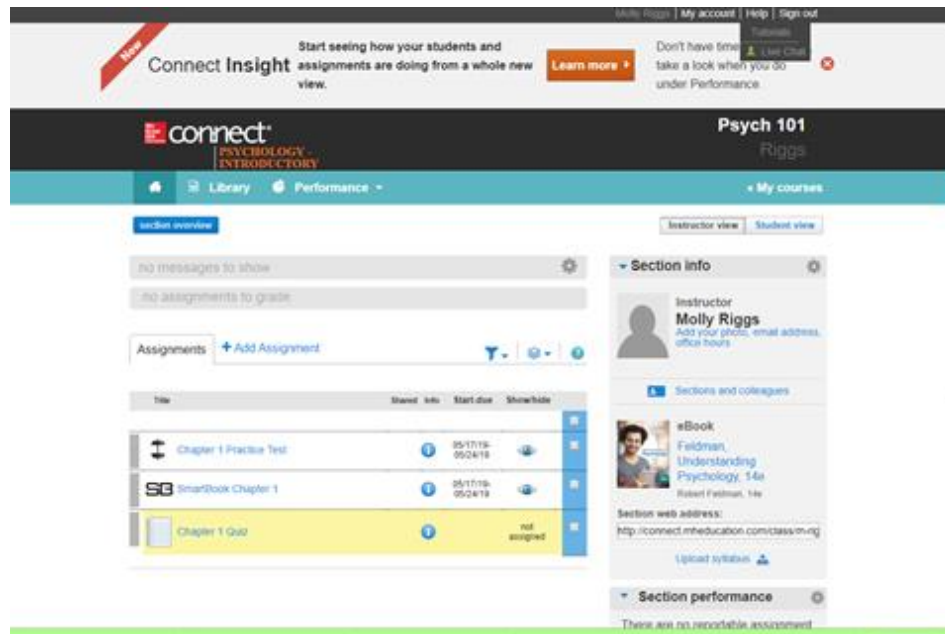 Molly Riggs | My account | Help | Sign out
Tutorials
Live Chat
New
Connect Insight
Start seeing how your students and
assignments are doing from a whole new
view.
Learn more
Don't have time
take a look when you do
under Performance.
connect
PSYCHOLOGY -
INTRODUCTORY
Psych 101
Riggs
Library
Performance
« My courses
section overview
Instructor view
Student view
no messages to show
no assignments to grade
Assignments
+ Add Assignment
Title
Shared
Info
Start-due
Show/hide
Chapter 1 Practice Test
05/17/19-
05/24/19
SB SmartBook Chapter 1
05/17/19-
05/24/19
Chapter 1 Quiz
not
assigned
Section info
Instructor
Molly Riggs
Add your photo, email address,
office hours
Sections and colleagues
eBook
Feldman,
Understanding
Psychology, 14e
Robert Feldman, 14e
Section web address:
http://connect.mheducation.com/class/m-rig
Upload syllabus
Section performance
There are no reportable assignment